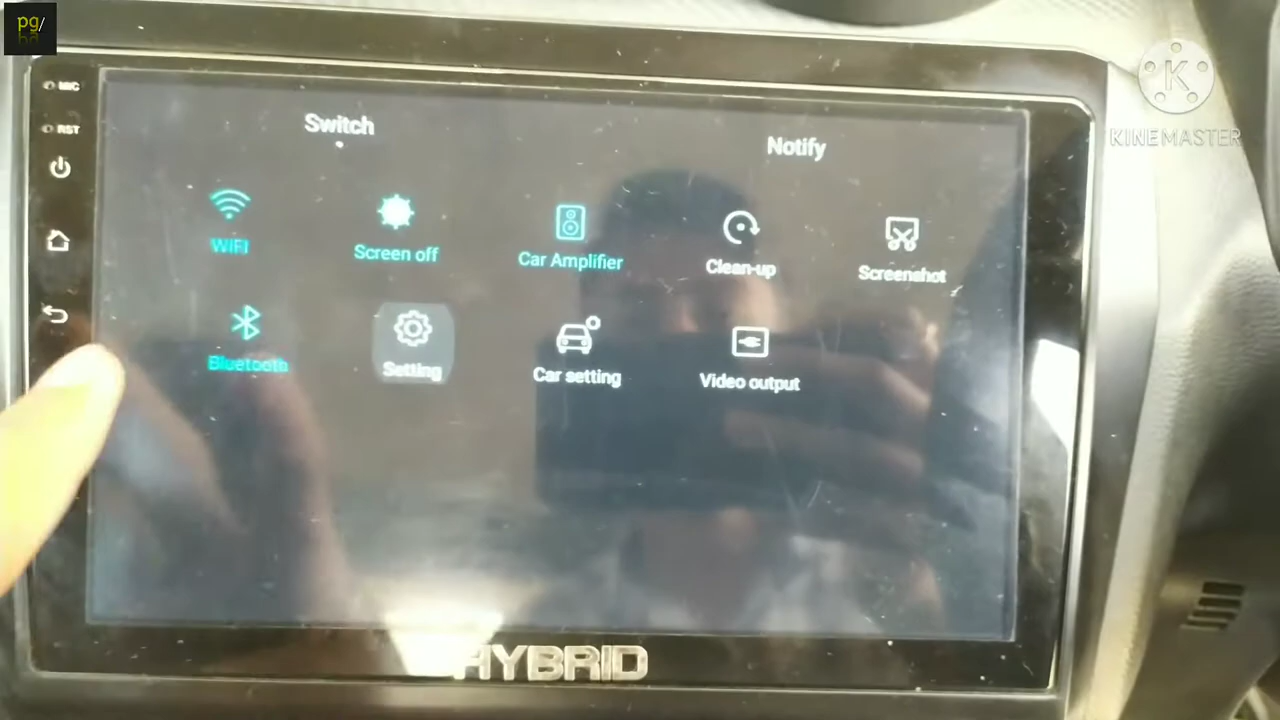 pg/
MIC
RST
Switch
Notify
WIFI
Screen off
Car Amplifier
Clean-up
Screenshot
Bluetooth
Setting
Car setting
Video output
HYBRID
K
KINEMASTER